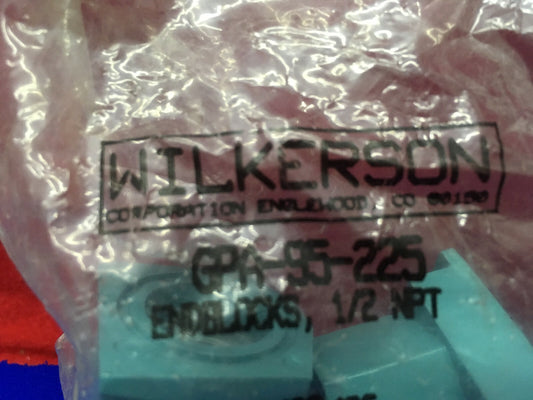 WILKERSON
CORPORATION ENGLEWOOD, CO 80150
GPA-95-225
ENDBLOCKS, 1/2 NPT